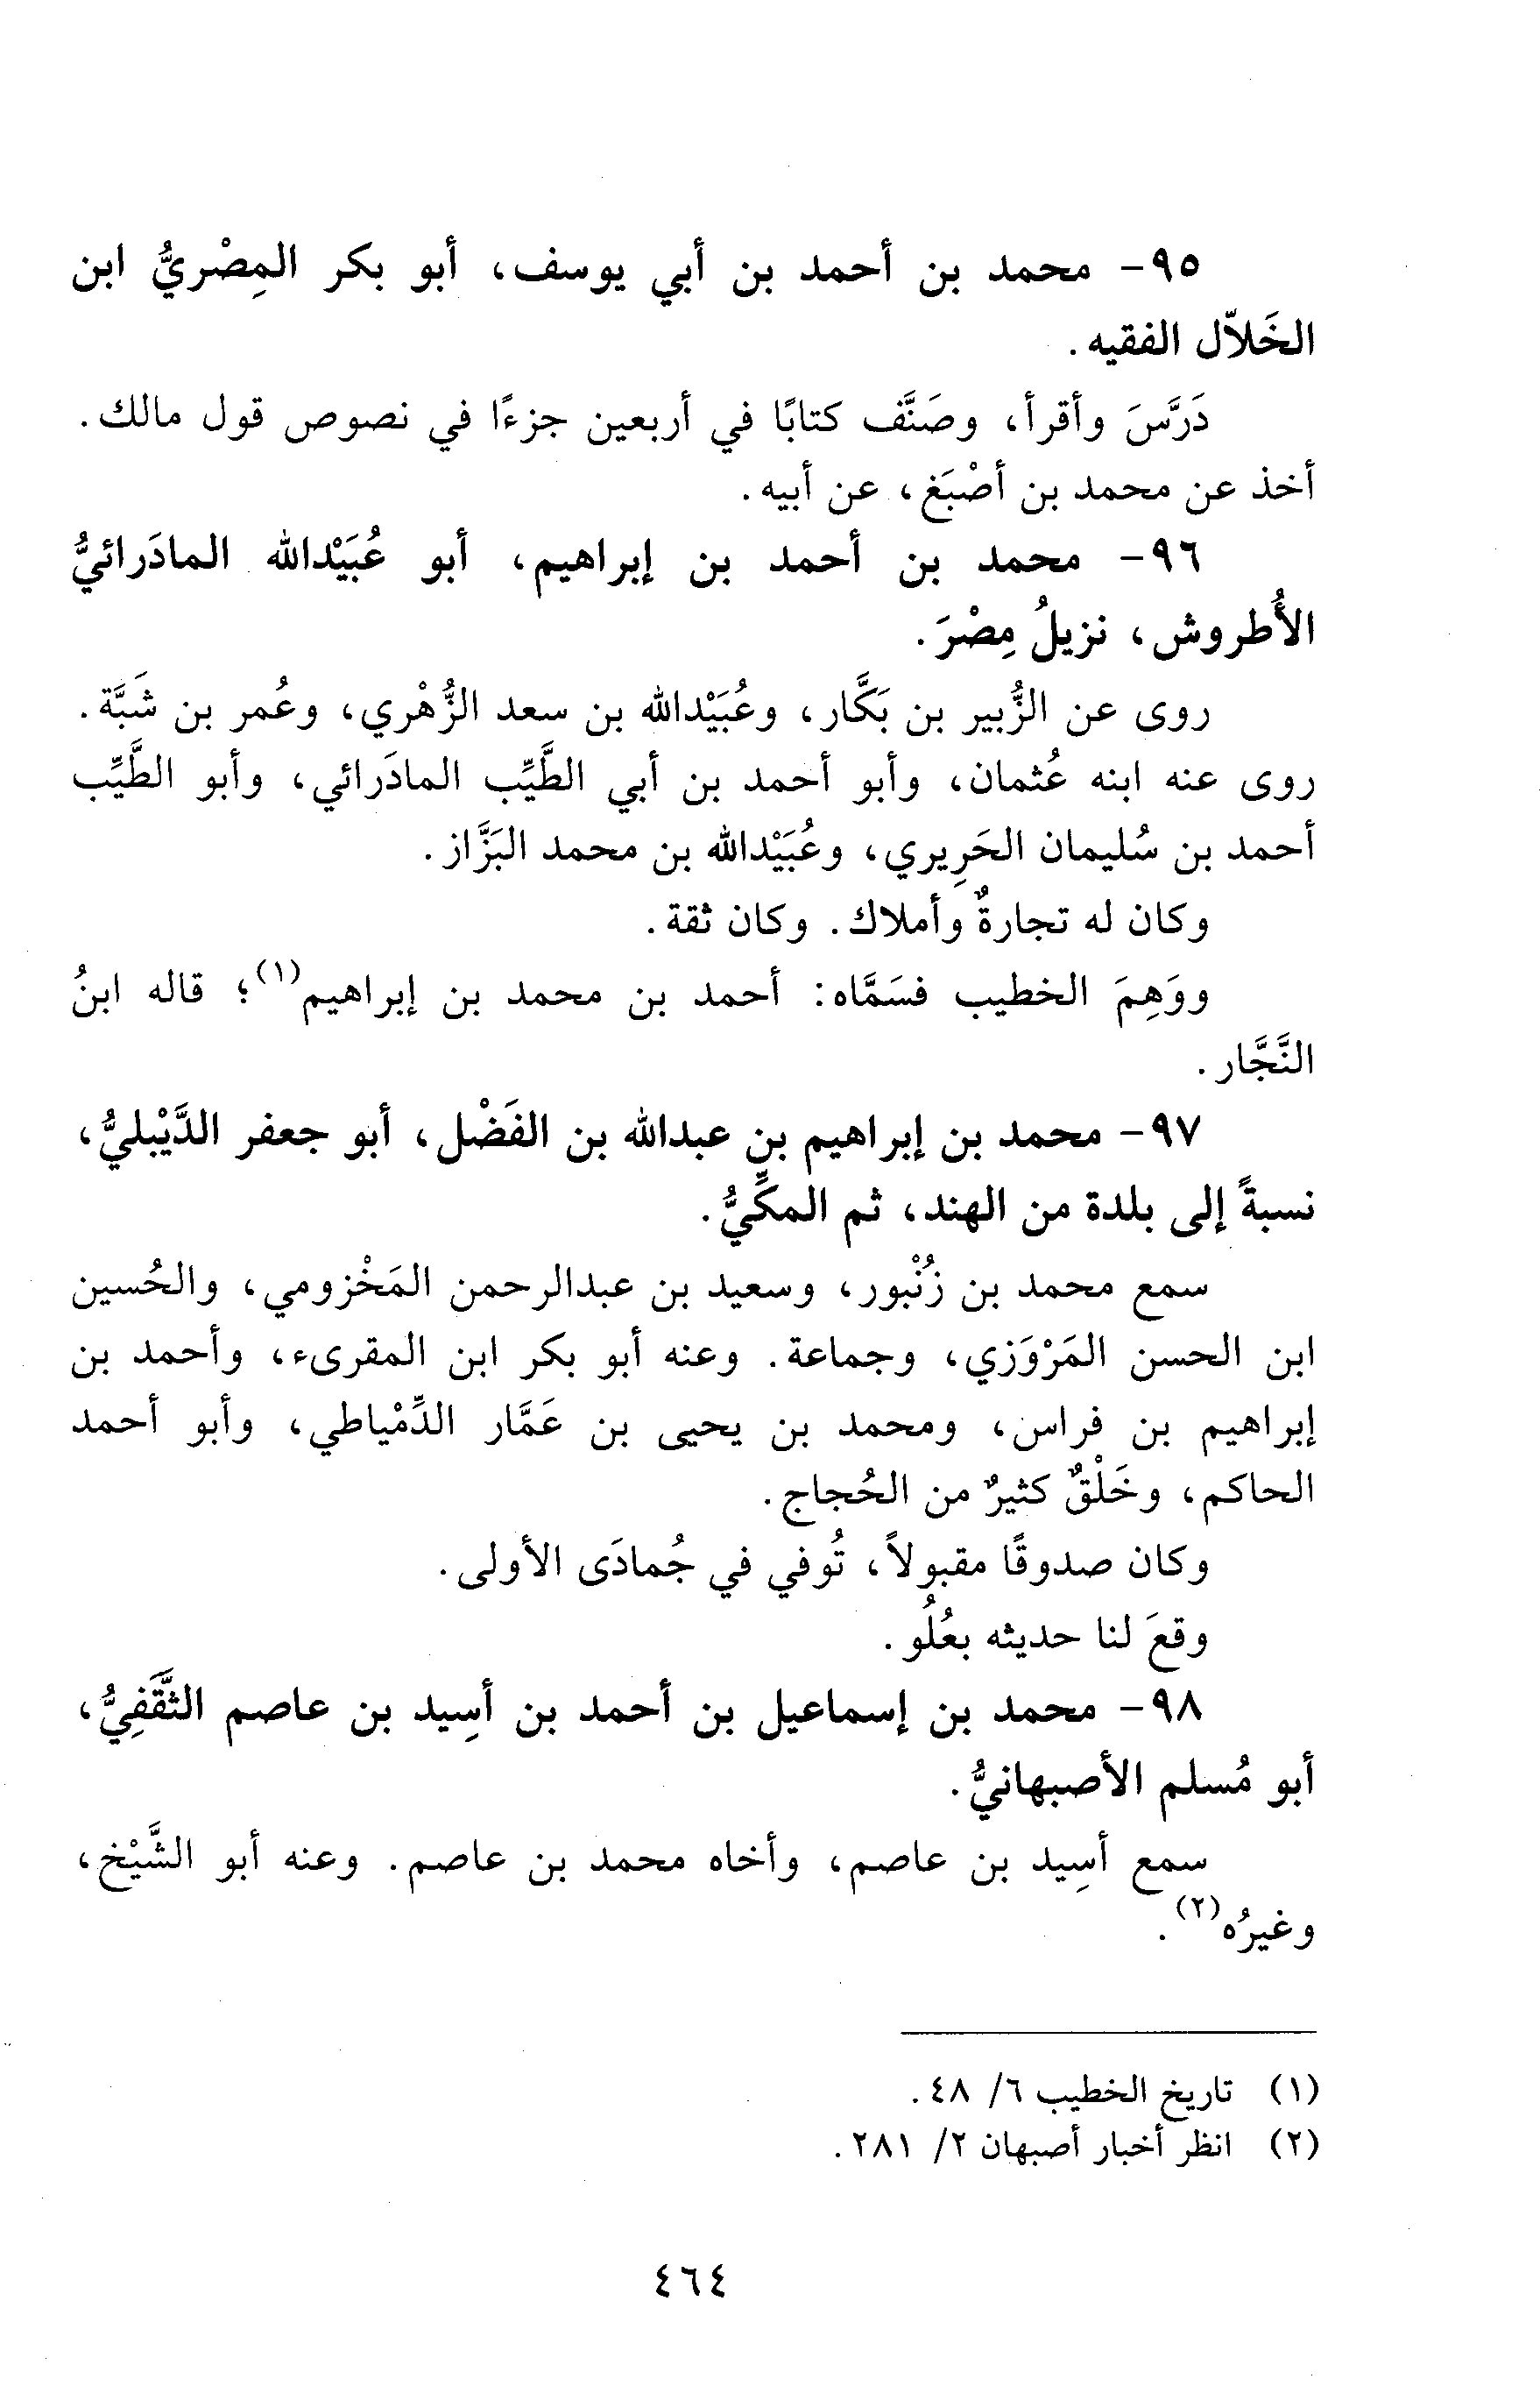 ٩٥- محمد بن أحمد بن أبي يوسف، أبو بكر المِصْريُّ ابن
الخَلاّل الفقيه.
دَرَّسَ وأقرأ، وصَنَّف كتابًا في أربعين جزءًا في نصوص قول مالك.
أخذ عن محمد بن أصْبَغ، عن أبيه.
٩٦- محمد بن أحمد بن إبراهيم، أبو عُبَيْدالله المادَرائيُّ
الأُطروش، نزيلُ مِصْرَ.
روى عن الزُّبير بن بَكَّار، وعُبَيْدالله بن سعد الزُّهْري، وعُمر بن شَبَّة.
روى عنه ابنه عُثمان، وأبو أحمد بن أبي الطَّيِّب المادَرائي، وأبو الطَّيِّب
أحمد بن سُليمان الحَرِيري، وعُبَيْدالله بن محمد البَزَّاز.
وكان له تجارةٌ وأملاك. وكان ثقة.
ووَهِمَ الخطيب فسَمَّاه: أحمد بن محمد بن إبراهيم(١)؛ قاله ابنُ
النَّجَّار.
٩٧- محمد بن إبراهيم بن عبدالله بن الفَضْل، أبو جعفر الدَّيْبليُّ،
نسبةً إلى بلدة من الهند، ثم المكِّيُّ.
سمع محمد بن زُنْبور، وسعيد بن عبدالرحمن المَخْزومي، والحُسين
ابن الحسن المَرْوَزي، وجماعة. وعنه أبو بكر ابن المقرىء، وأحمد بن
إبراهيم بن فراس، ومحمد بن يحيى بن عَمَّار الدِّمْياطي، وأبو أحمد
الحاكم، وخَلْقٌ كثيرٌ من الحُجاج.
وكان صدوقًا مقبولاً، تُوفي في جُمادَى الأولى.
وقعَ لنا حديثه بعُلُو.
٩٨- محمد بن إسماعيل بن أحمد بن أسِيد بن عاصم الثَّقَفِيُّ،
أبو مُسلم الأصبهانيُّ.
سمع أسِيد بن عاصم، وأخاه محمد بن عاصم. وعنه أبو الشَّيْخ،
وغيرُه(٢).
(١) تاريخ الخطيب ٦/ ٤٨.
(٢) انظر أخبار أصبهان ٢/ ٢٨١.
٤٦٤